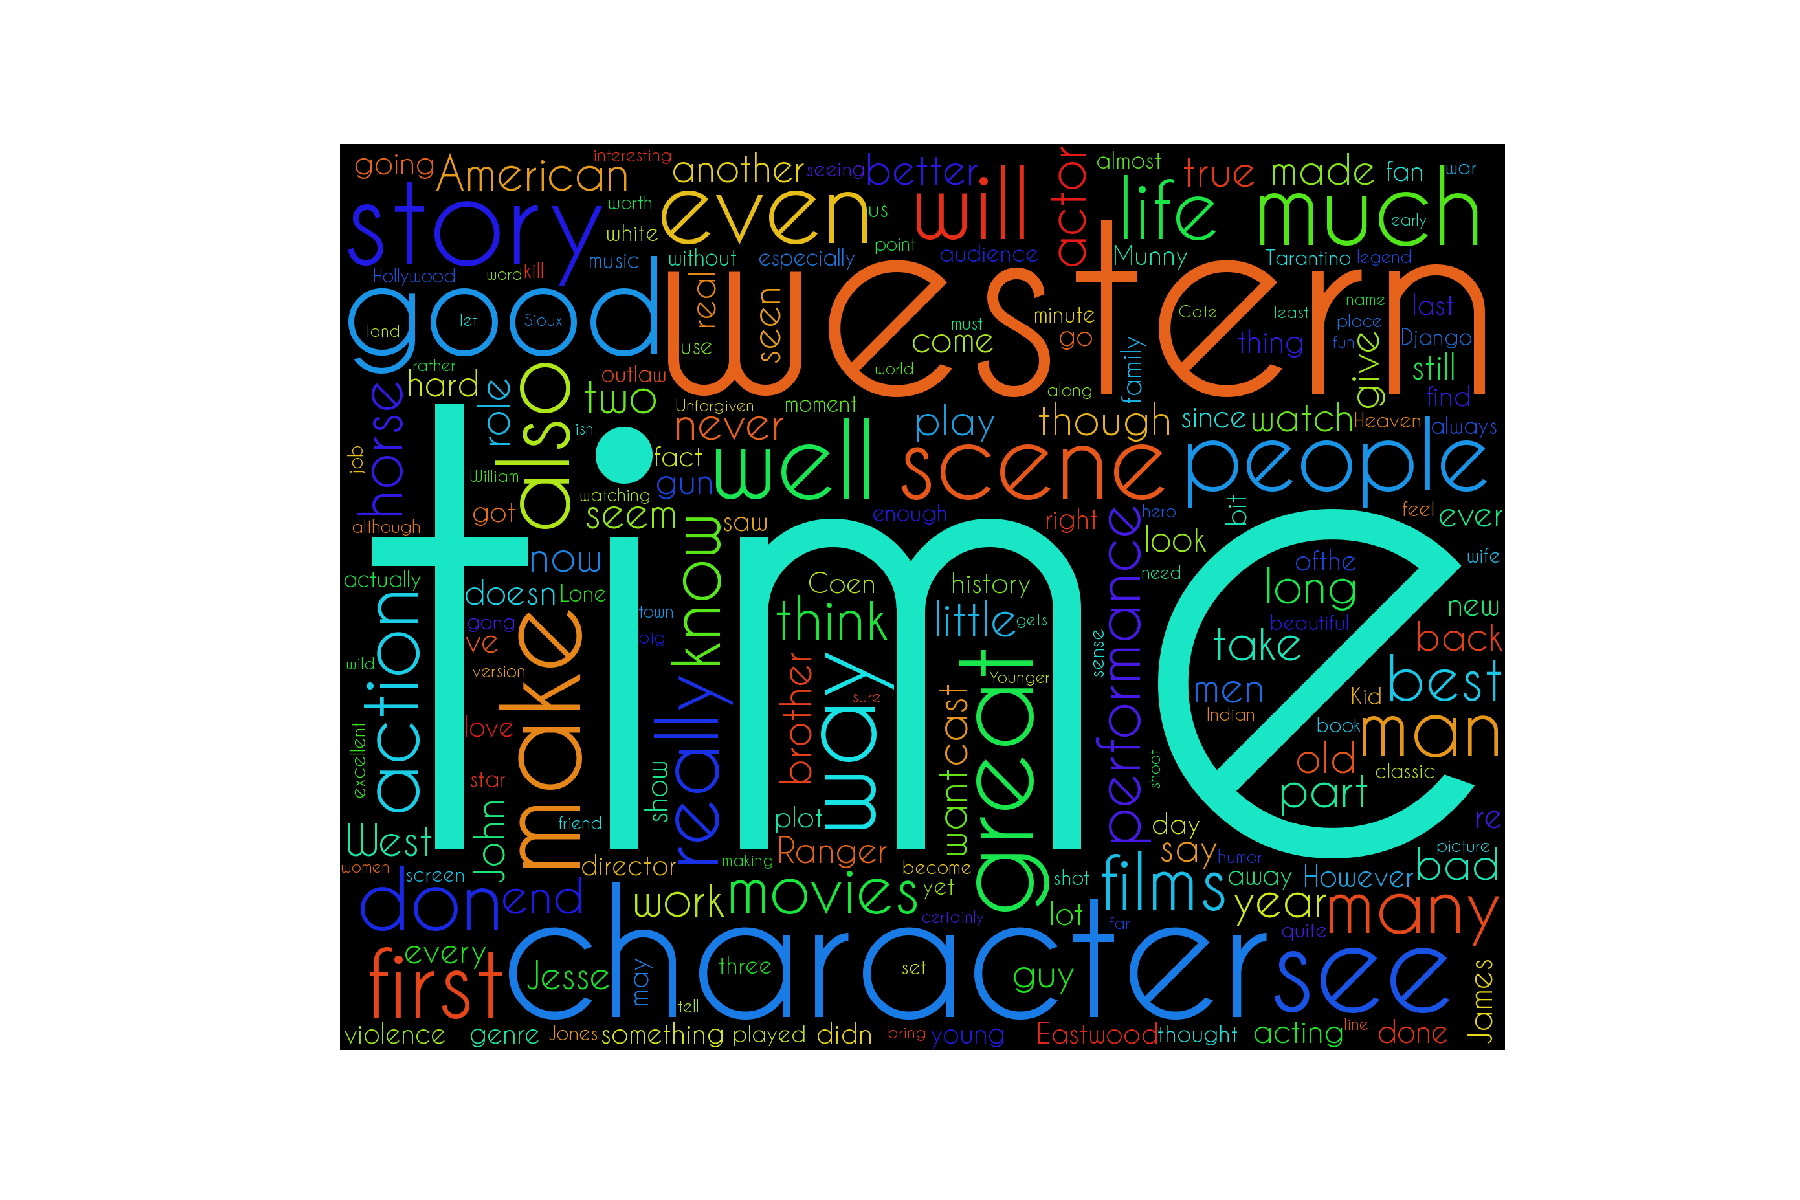 going
American
interesting
another
seeing
better
will
actor
almost
true
made
fan
war
story
worth
even
us
life
much
early
white
point
Hollywood
word
kill
music
without
especially
audience
Munny
Tarantino
legend
good
land
let
Sioux
real
seen
western
minute
Cate
least
name
last
use
come
must
go
family
thing
place
fun
Django
rather
hard
outlaw
world
along
give
still
horse
role
also
two
Unforgiven
moment
never
play
though
since
watch
Heaven
find
always
isn
job
William
fact
well
scene
people
watching
gun
seem
saw
enough
right
hero
bit
feel
ever
although
got
know
performance
look
time
now
wife
actually
doesn
Lone
Coen
history
need
ofthe
long
new
action
gang
ve
town
big
think
little
gets
beautiful
take
back
wild
version
make
really
brother
way
sure
great
Younger
sense
men
Indian
Kid
best
book
man
excellent
love
star
show
want
cast
shoot
old
classic
part
West
John
friend
plot
Ranger
day
say
re
picture
women
screen
director
making
become
yet
shot
films
humor
away
However
bad
don
end
work
movies
certainly
lot
far
year
many
quite
first
every
Jesse
character
may
three
set
guy
see
tell
James
violence
genre
Jones
something
played
didn
bring
young
Eastwood
thought
acting
line
done